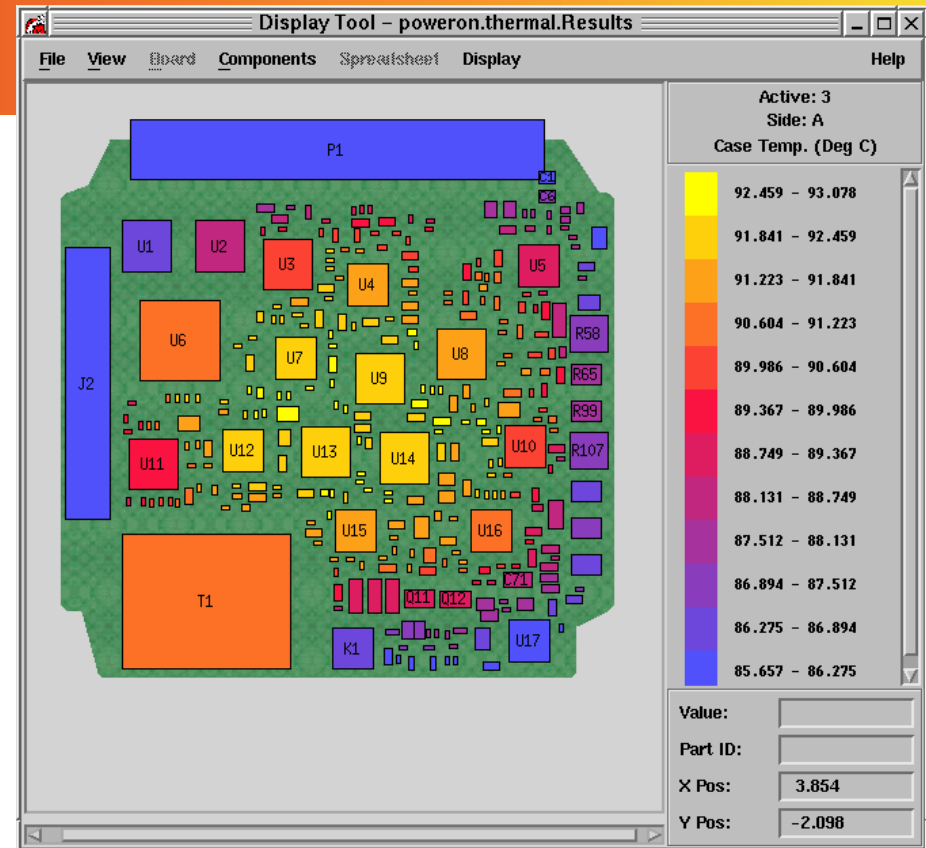 Display Tool - poweron.thermal.Results
File View Board Components Spreadsheet Display Help
Active: 3
Side: A
Case Temp. (Deg C)
92.459 - 93.078
91.841 - 92.459
91.223 - 91.841
90.604 - 91.223
89.986 - 90.604
89.367 - 89.986
88.749 - 89.367
88.131 - 88.749
87.512 - 88.131
86.894 - 87.512
86.275 - 86.894
85.657 - 86.275
P1
C1
C6
U1
U2
U3
U4
U5
U6
R58
U7
U8
J2
U9
R65
R99
U12
U13
U14
U10
R107
U11
U15
U16
C71
T1
Q11
Q12
K1
U17
Value:
Part ID:
X Pos: 3.854
Y Pos: -2.098